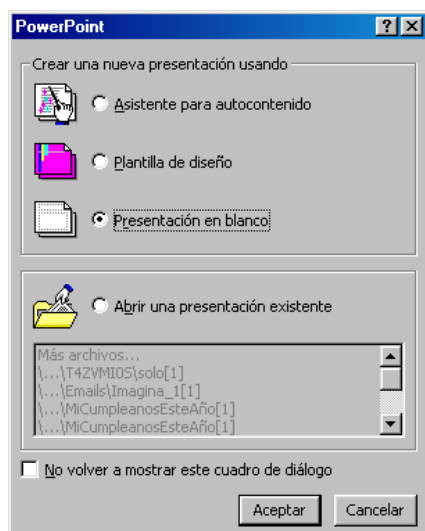 PowerPoint
Crear una nueva presentación usando
Asistente para autocontenido
Plantilla de diseño
Presentación en blanco
Abrir una presentación existente
Más archivos...
\...\T4ZVMI0S\solo[1]
\...\Emails\Imagina_1[1]
\...\MiCumpleanosEsteAño[1]
\...\MiCumpleanosEsteAño[1]
No volver a mostrar este cuadro de diálogo
Aceptar Cancelar